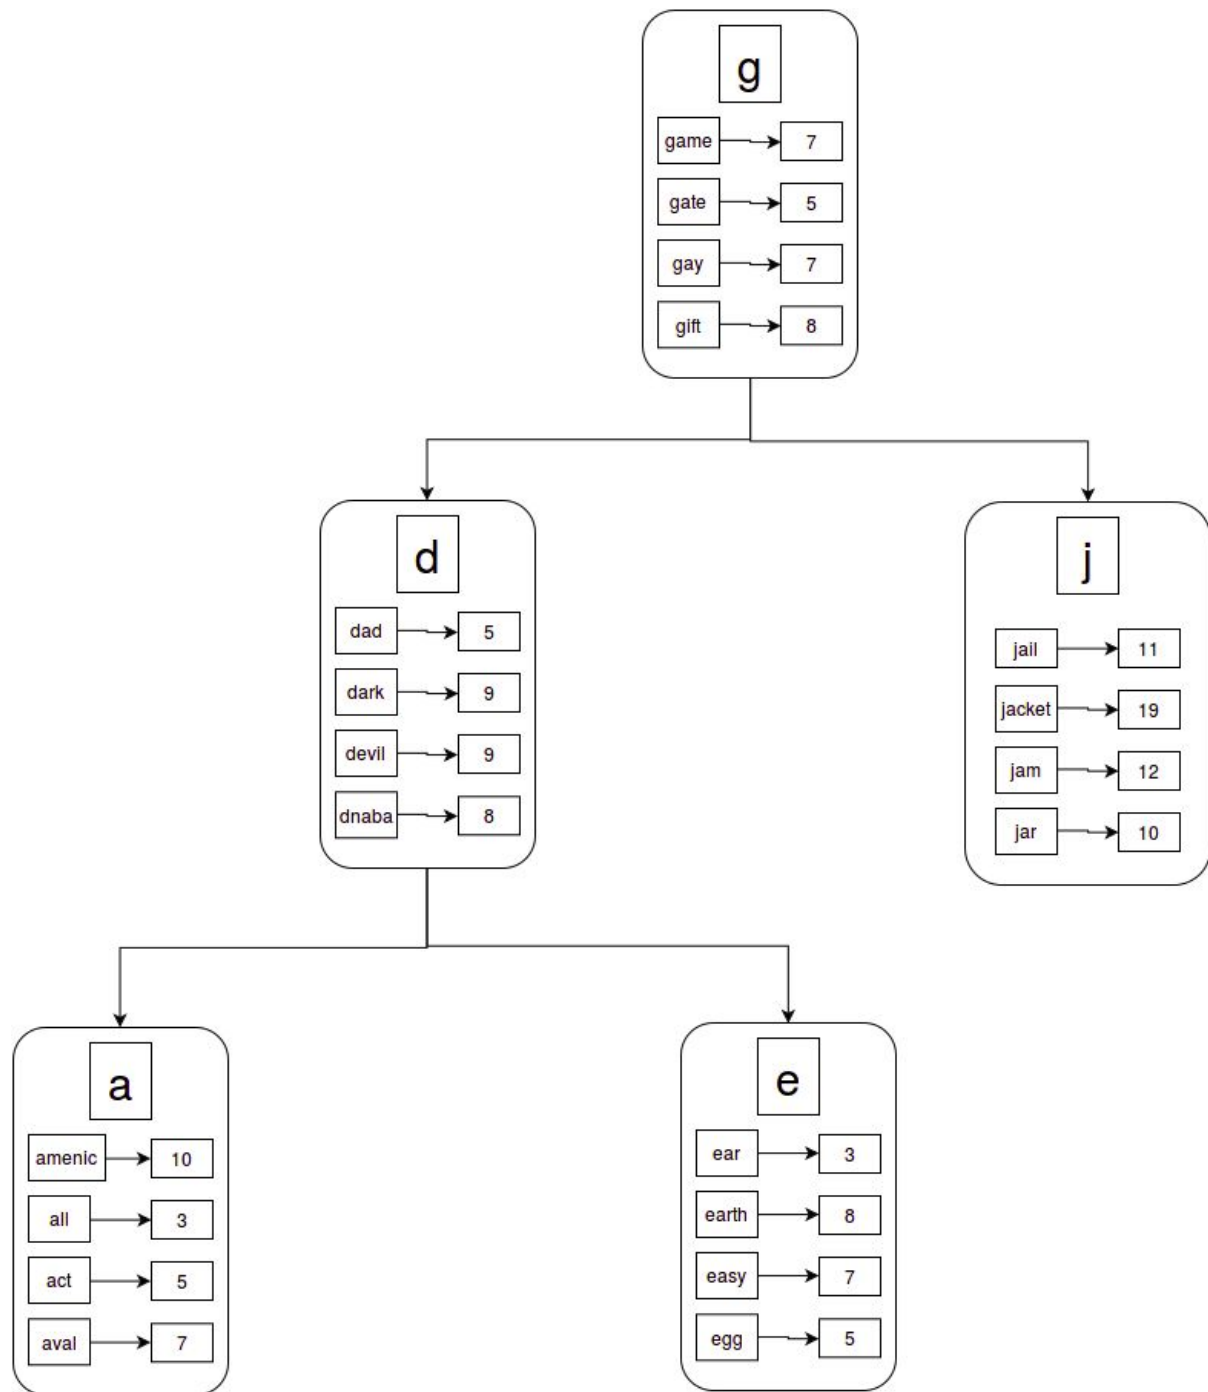 g
game 7
gate 5
gay 7
gift 8
d
dad 5
dark 9
devil 9
dnaba 8
j
jail 11
jacket 19
jam 12
jar 10
a
amenic 10
all 3
act 5
aval 7
e
ear 3
earth 8
easy 7
egg 5